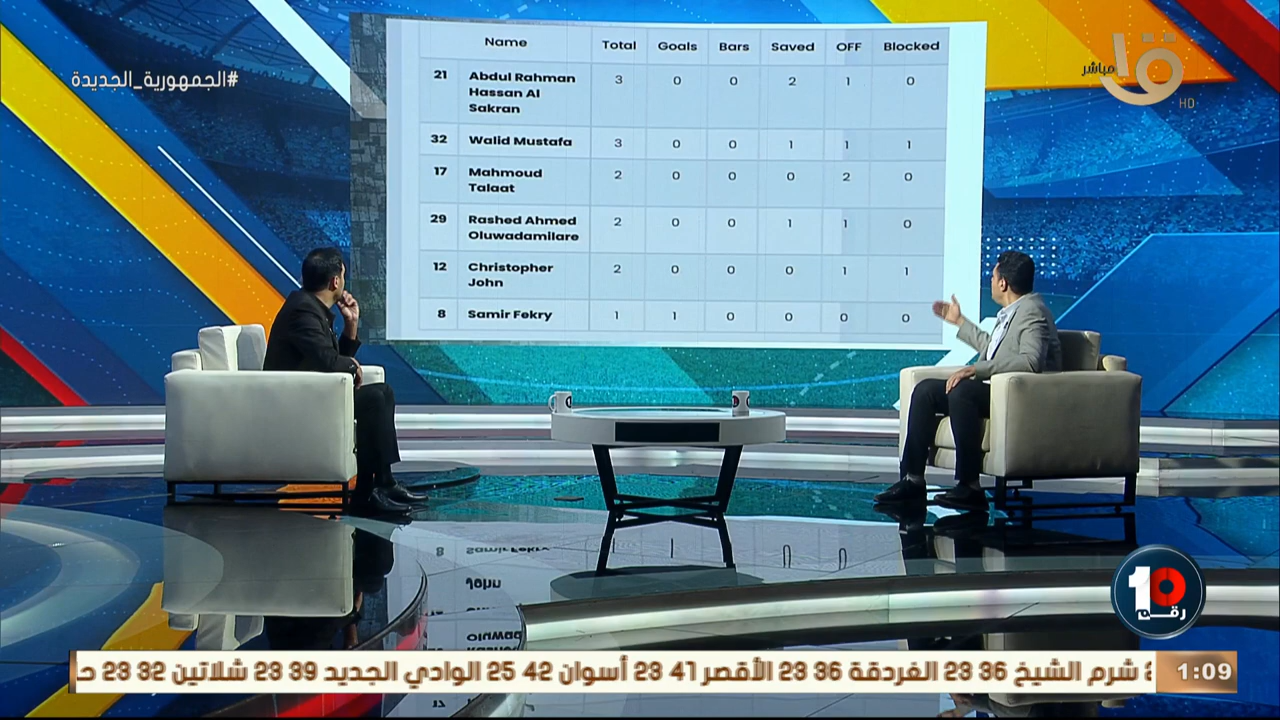 #الجمهورية_الجديدة
Name Total Goals Bars Saved OFF Blocked
21 Abdul Rahman 3 0 0 2 1 0
Hassan Al
Sakran
32 Walid Mustafa 3 0 0 1 1 1
17 Mahmoud 2 0 0 0 2 0
Talaat
29 Rashed Ahmed 2 0 0 1 1 0
Oluwadamilare
12 Christopher 2 0 0 0 1 1
John
8 Samir Fekry 1 1 0 0 0 0
مباشر
HD
10
رقم
شرم الشيخ 36 23 الغردقة 36 23 الأقصر 41 23 أسوان 42 25 الوادي الجديد 39 23 شلاتين 32 23
1:09